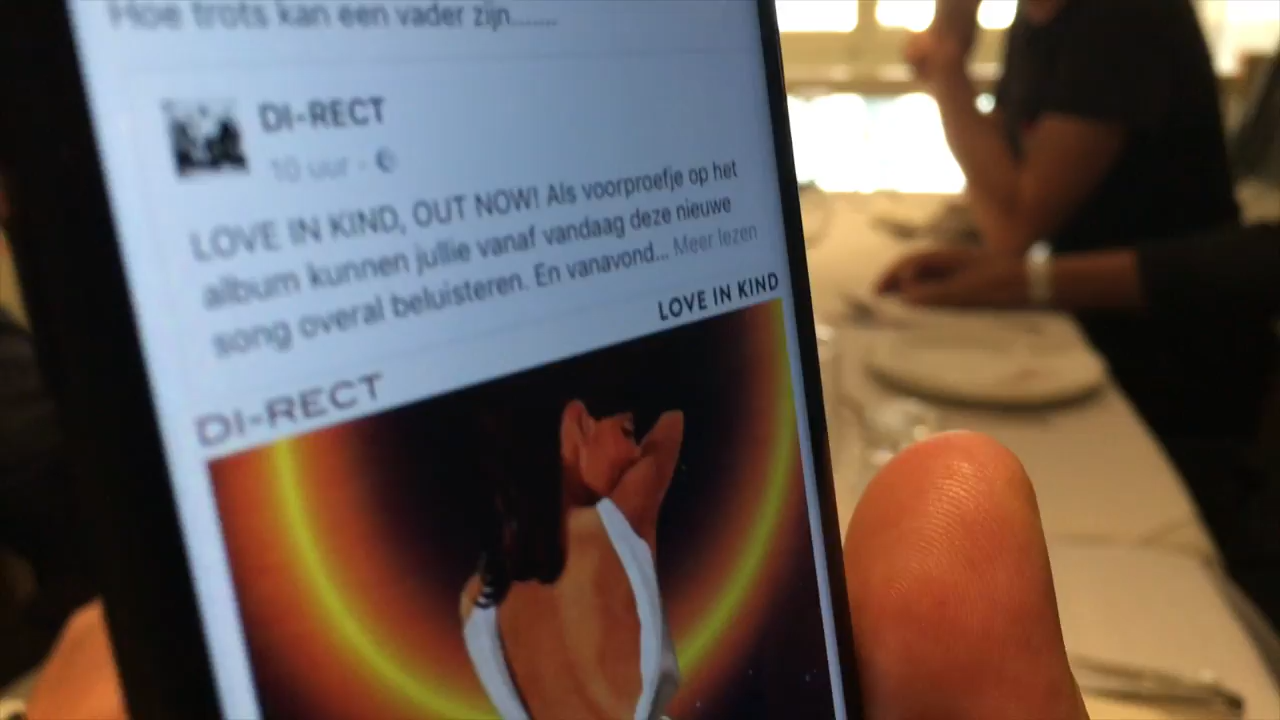 Hoe trots kan een vader zijn.......
DI-RECT
10 uur ·
LOVE IN KIND, OUT NOW! Als voorproefje op het
album kunnen jullie vanaf vandaag deze nieuwe
song overal beluisteren. En vanavond... Meer lezen
LOVE IN KIND
DI-RECT